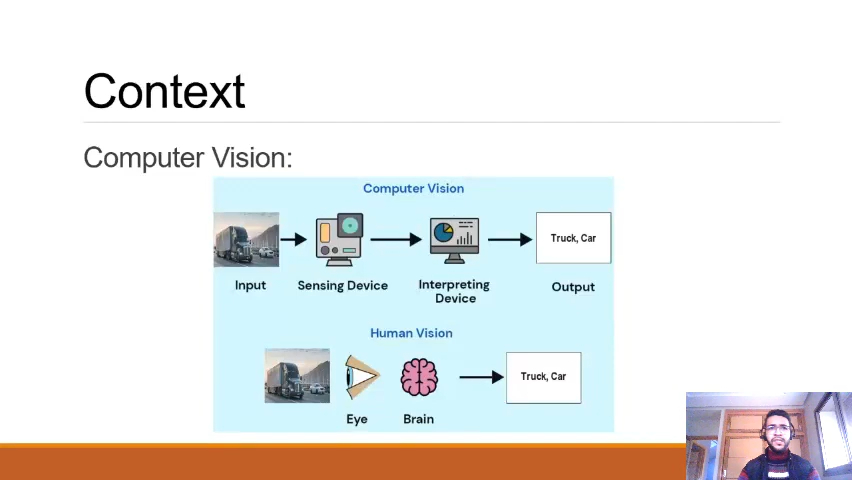 Context
Computer Vision:
Computer Vision
Truck, Car
Input
Sensing Device
Interpreting
Device
Output
Human Vision
Truck, Car
Eye
Brain